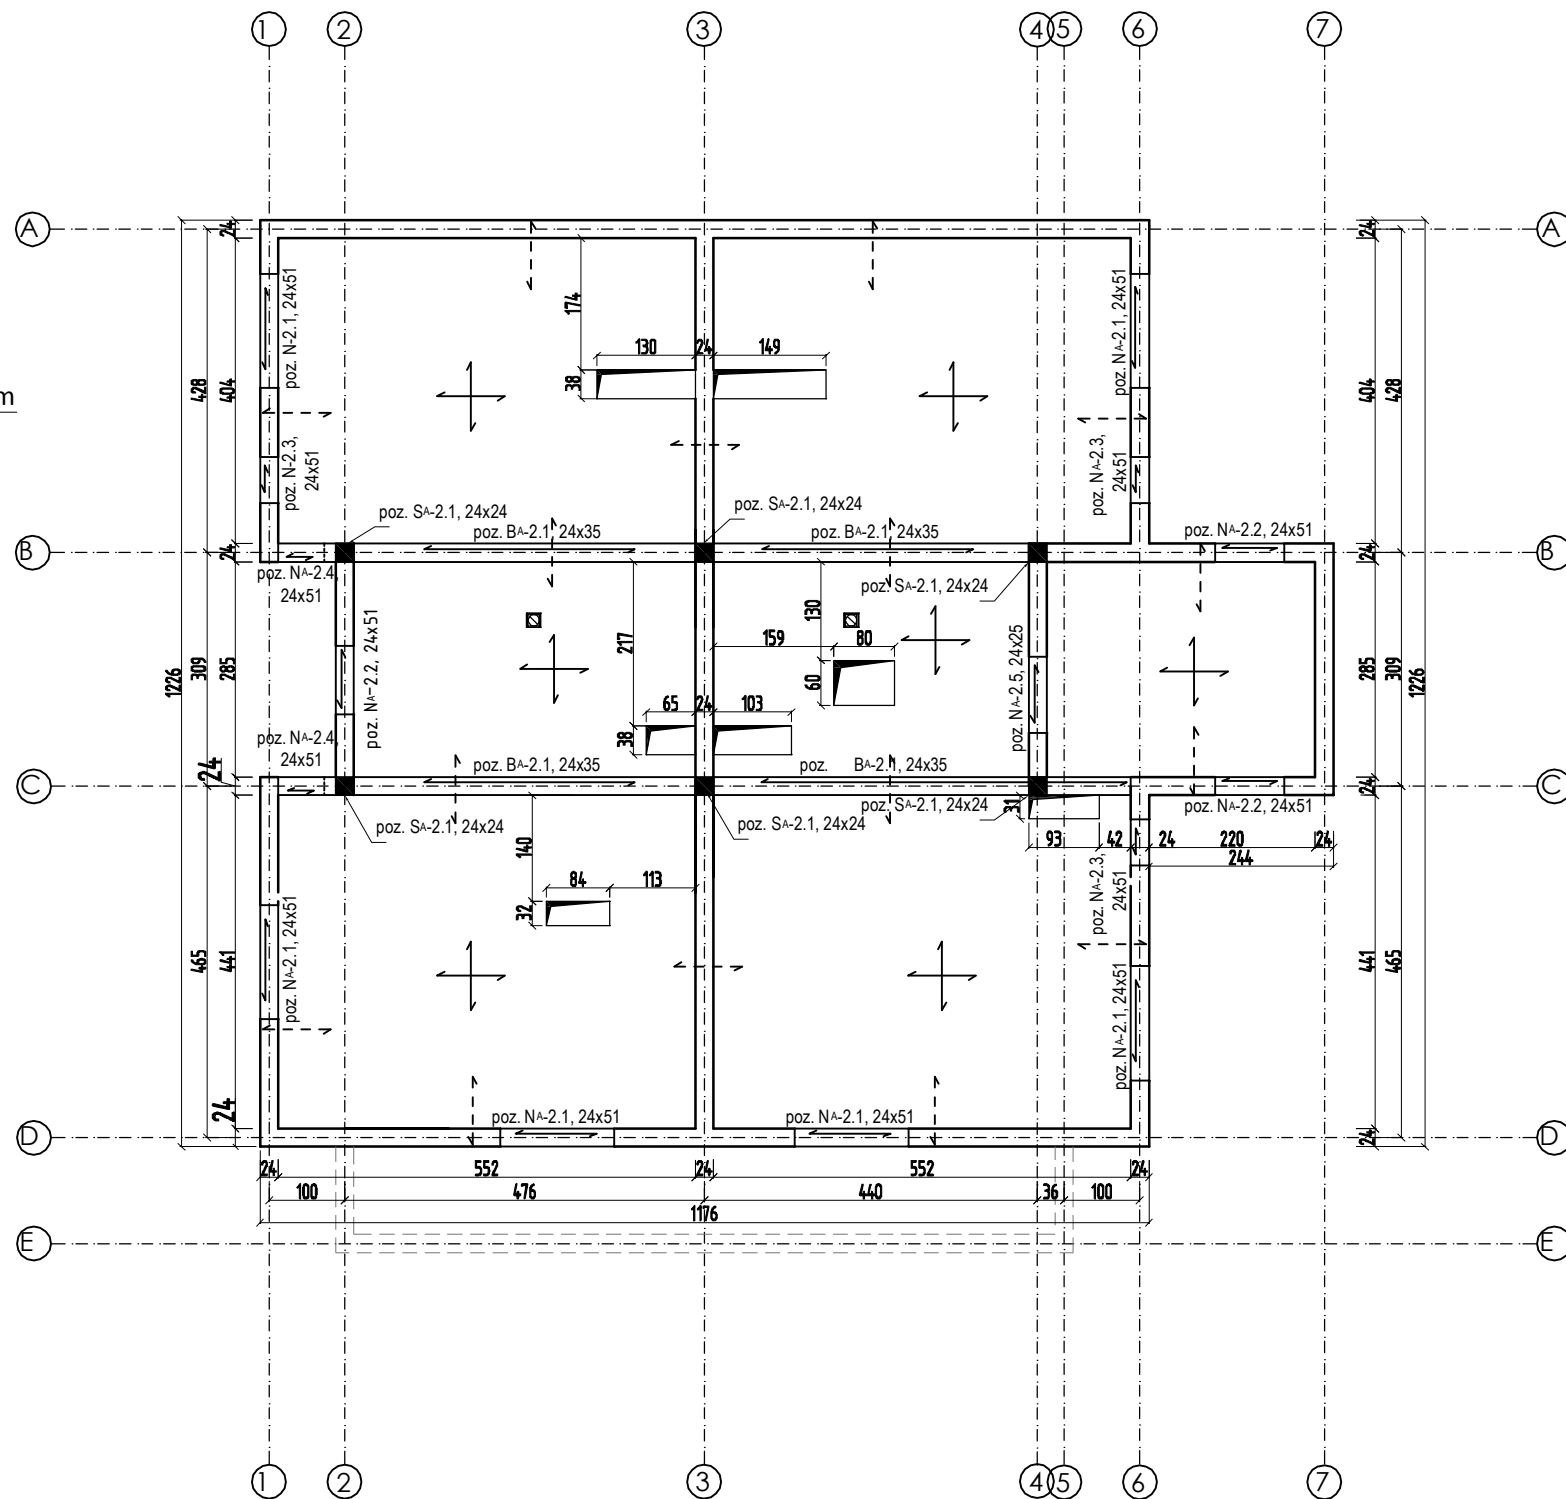 1 2 3 4 5 6 7
A A
24 24
poz. N-2.1, 24x51
174
poz. NA-2.1, 24x51
130 24 149
38
m
428 404
404 428
poz. N-2.3,
24x51
poz. NA-2.3,
24x51
poz. SA-2.1, 24x24
poz. SA-2.1, 24x24
poz. BA-2.1, 24x35
poz. BA-2.1, 24x35
poz. NA-2.2, 24x51
B B
24 24
poz. NA-2.4,
24x51
poz. SA-2.1, 24x24
130
217
159 80
60
poz. NA-2.2, 24x51
poz. NA-2.5, 24x25
1226 309 285
285 309 1226
65 24 103
38
poz. NA-2.4,
24x51
24
poz. BA-2.1, 24x35
poz. BA-2.1, 24x35
C C
24
poz. SA-2.1, 24x24
poz. NA-2.2, 24x51
31
poz. SA-2.1, 24x24
poz. SA-2.1, 24x24
93 42 24 220 24
244
140
84 113
32
poz. NA-2.3,
24x51
poz. NA-2.1, 24x51
465 441
441 465
poz. NA-2.1, 24x51
24
poz. NA-2.1, 24x51
poz. NA-2.1, 24x51
D D
24
24 552 24 552 24
100 476 440 36 100
1176
E E
1 2 3 4 5 6 7